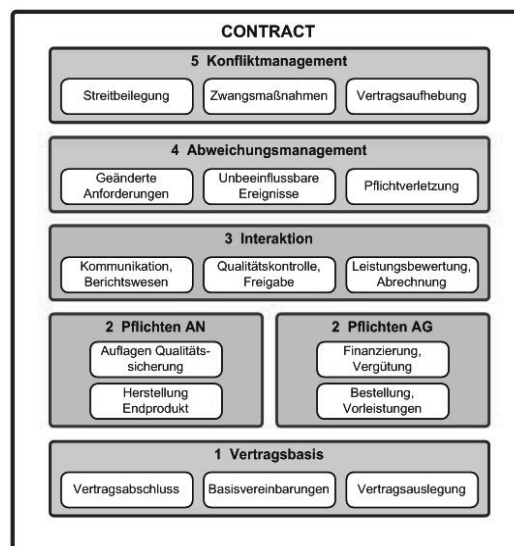 CONTRACT
5 Konfliktmanagement
Streitbeilegung
Zwangsmaßnahmen
Vertragsaufhebung
4 Abweichungsmanagement
Geänderte
Anforderungen
Unbeeinflussbare
Ereignisse
Pflichtverletzung
3 Interaktion
Kommunikation,
Berichtswesen
Qualitätskontrolle,
Freigabe
Leistungsbewertung,
Abrechnung
2 Pflichten AN
Auflagen Qualitäts-
sicherung
Herstellung
Endprodukt
2 Pflichten AG
Finanzierung,
Vergütung
Bestellung,
Vorleistungen
1 Vertragsbasis
Vertragsabschluss
Basisvereinbarungen
Vertragsauslegung